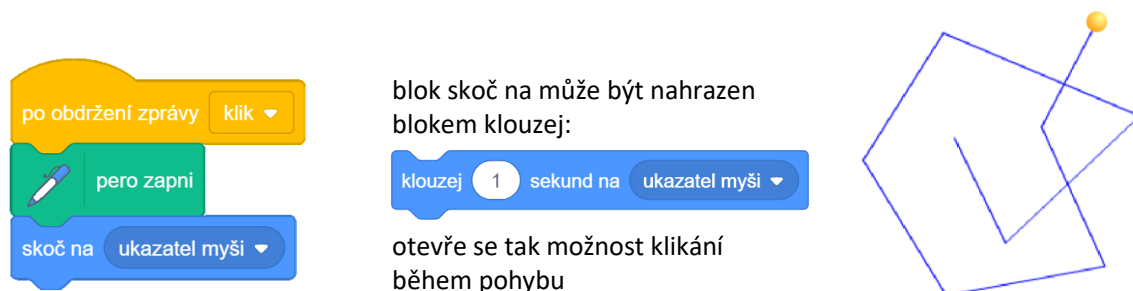 po obdržení zprávy klik
pero zapni
skoč na ukazatel myši
blok skoč na může být nahrazen
blokem klouzej:
klouzej 1 sekund na ukazatel myši
otevře se tak možnost klikání
během pohybu